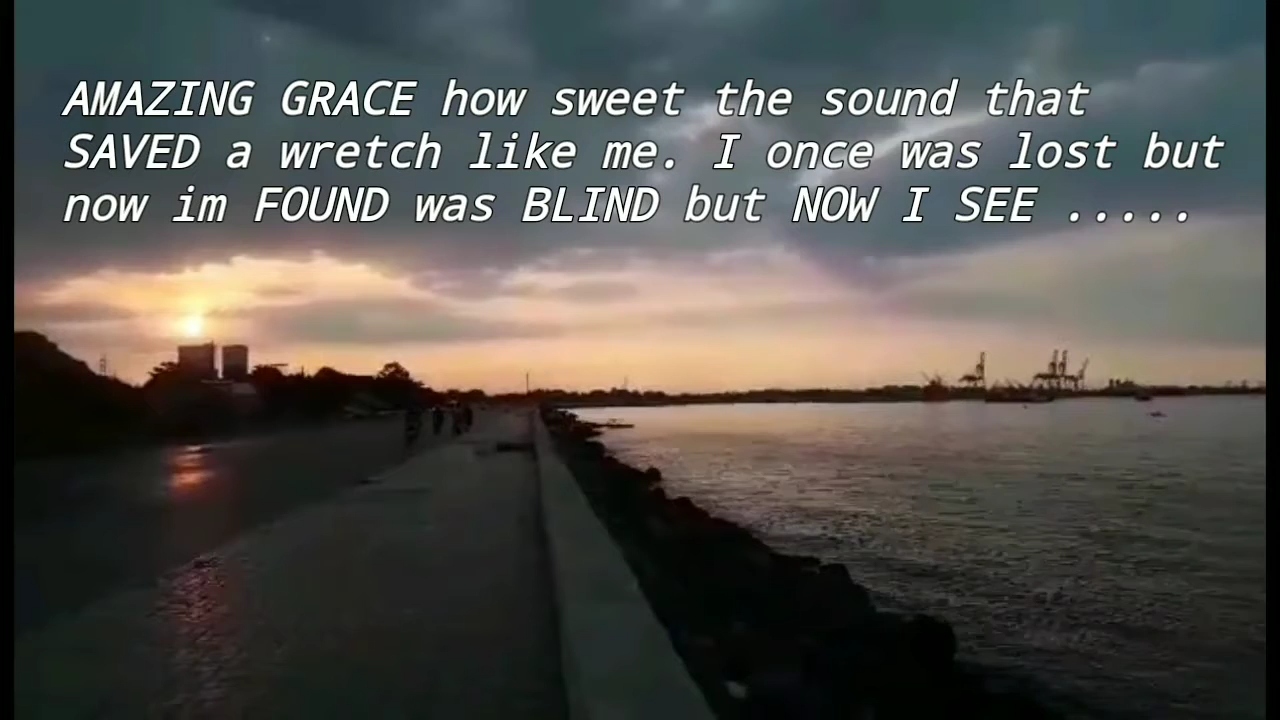 AMAZING GRACE how sweet the sound that
SAVED a wretch like me. I once was lost but
now im FOUND was BLIND but NOW I SEE .....